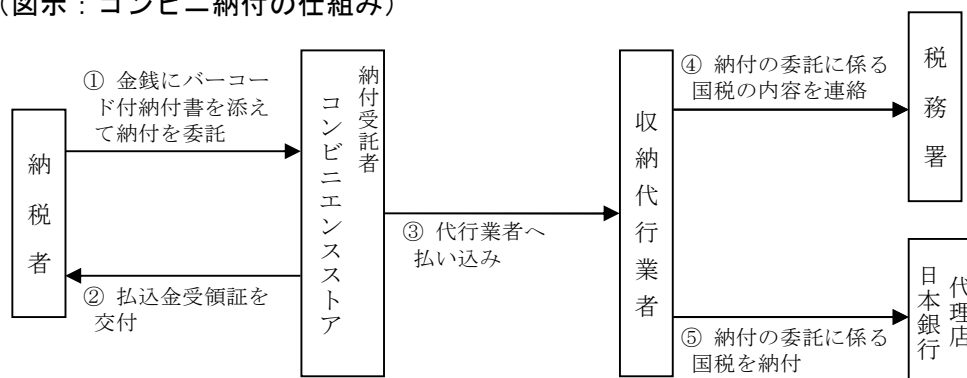 （図示：コンビニ納付の仕組み）
① 金銭にバーコー
ド付納付書を添え
て納付を委託
納税者
② 払込金受領証を
交付
納付受託者
コンビニエンスストア
③ 代行業者へ
払い込み
収納代行業者
④ 納付の委託に係る
国税の内容を連絡
税務署
⑤ 納付の委託に係る
国税を納付
代理店
日本銀行